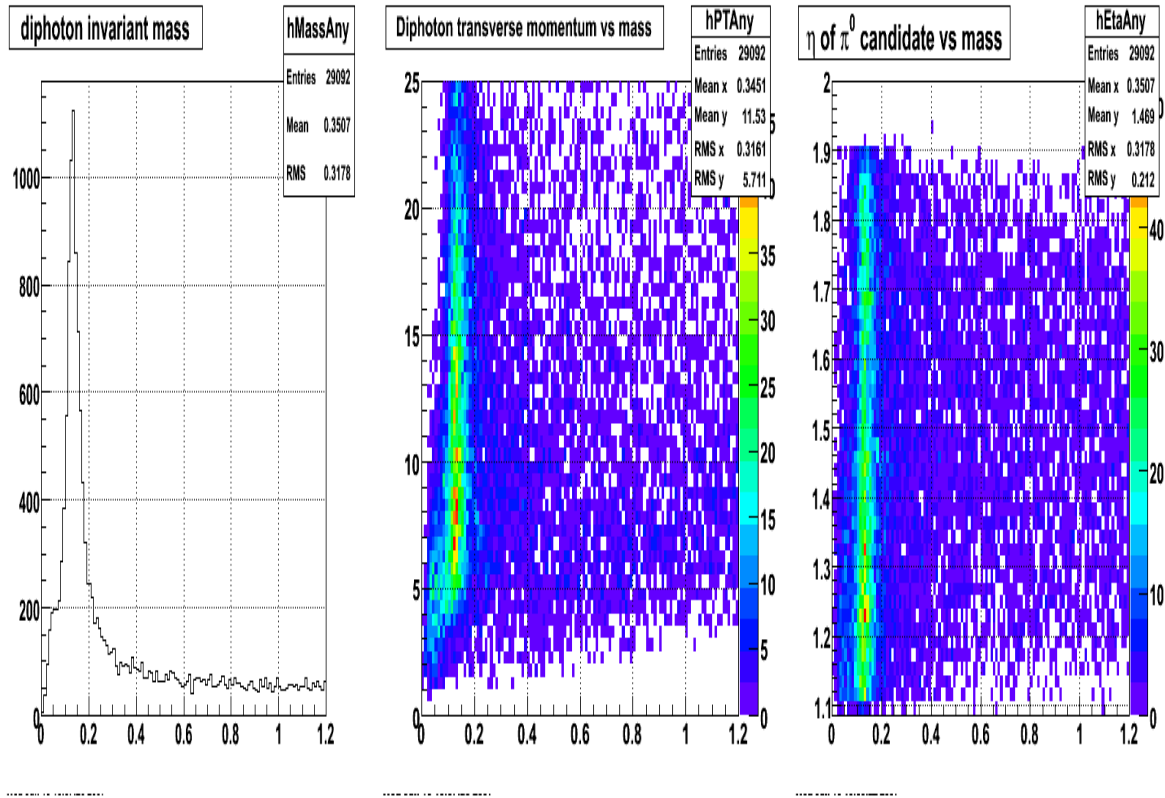 diphoton invariant mass
hMassAny
Entries 29092
Mean 0.3507
RMS 0.3178
1000
800
600
400
200
0
0 0.2 0.4 0.6 0.8 1 1.2
Diphoton transverse momentum vs mass
hPTAny
Entries 29092
Mean x 0.3451
Mean y 11.53
RMS x 0.3161
RMS y 5.711
25
20
15
10
5
0
0 0.2 0.4 0.6 0.8 1 1.2
35
30
25
20
15
10
5
0
η of π⁰ candidate vs mass
hEtaAny
Entries 29092
Mean x 0.3507
Mean y 1.469
RMS x 0.3178
RMS y 0.212
2
1.9
1.8
1.7
1.6
1.5
1.4
1.3
1.2
1.1
0 0.2 0.4 0.6 0.8 1 1.2
40
30
20
10
0